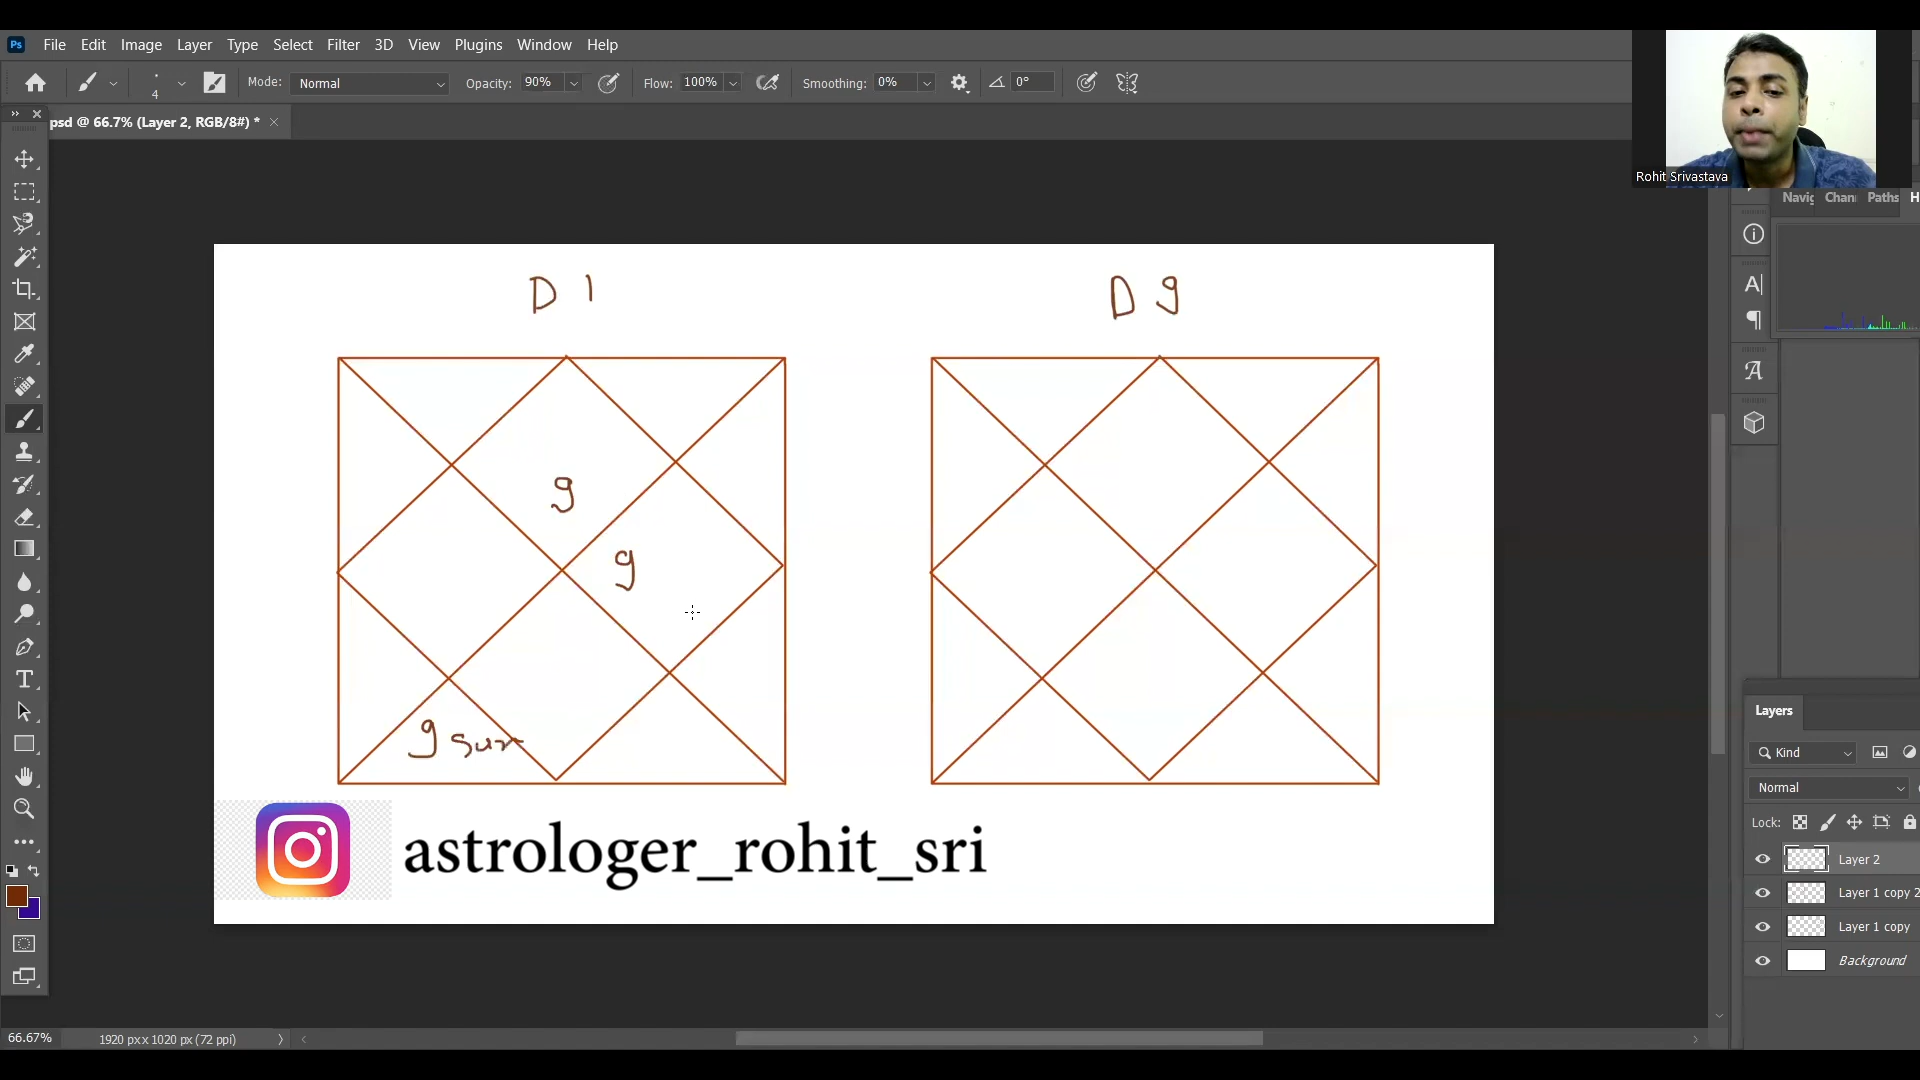 Ps File Edit Image Layer Type Select Filter 3D View Plugins Window Help
4 Mode: Normal Opacity: 90% Flow: 100% Smoothing: 0% 0°
psd @ 66.7% (Layer 2, RGB/8#) *
Rohit Srivastava
Navig Chan Paths H
D 1 D 9
9
9
9 Sun
astrologer_rohit_sri
Layers
Kind
Normal
Lock:
Layer 2
Layer 1 copy 2
Layer 1 copy
Background
66.67% 1920 px x 1020 px (72 ppi)